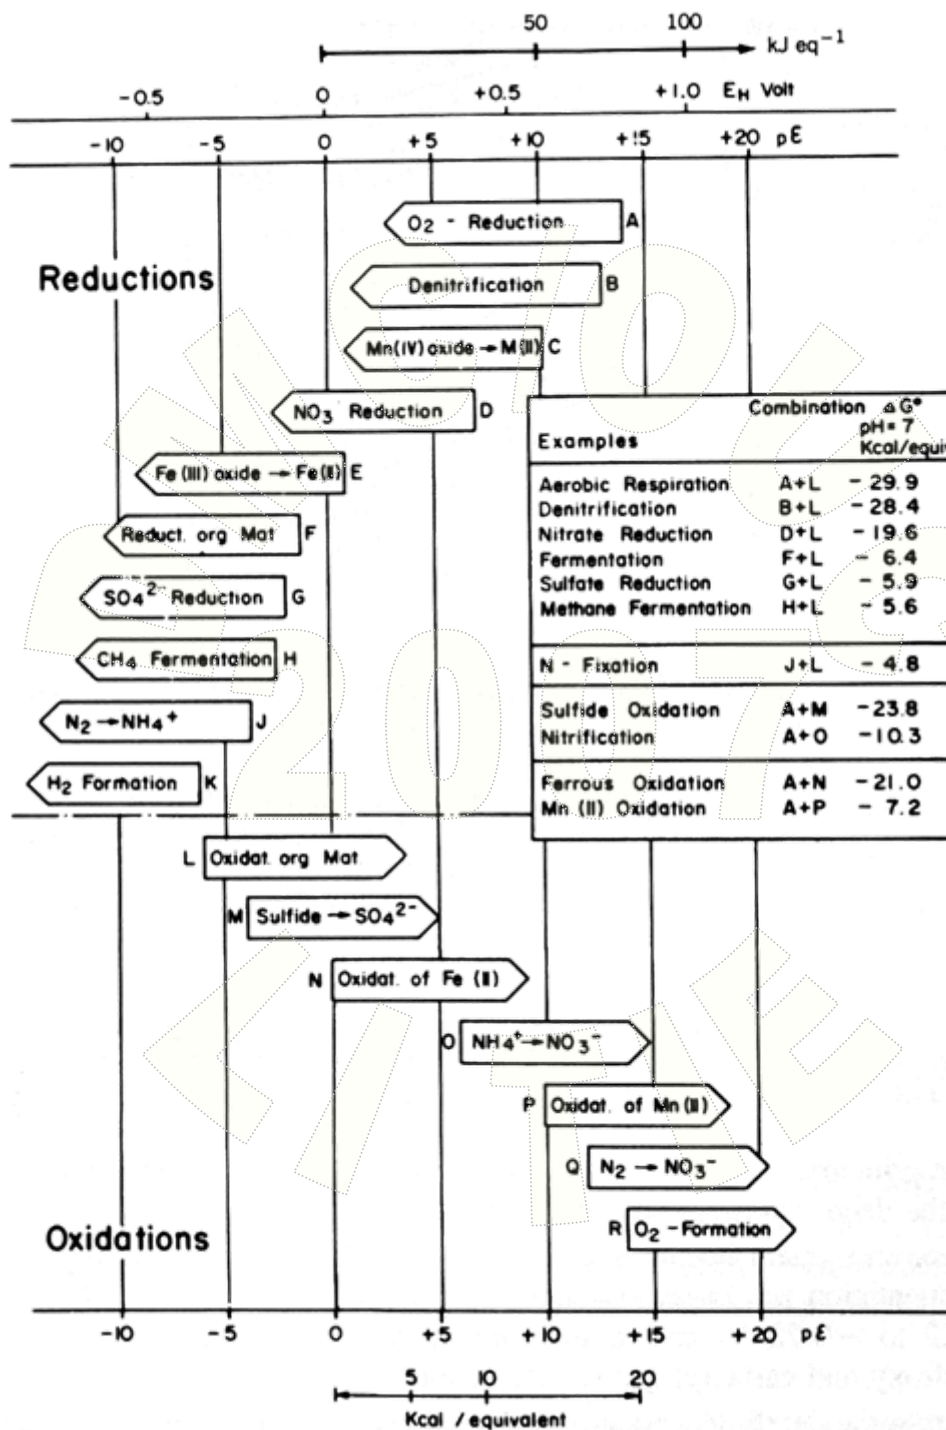 50 100
kJ eq⁻¹
-0.5 0 +0.5 +1.0 EH Volt
-10 -5 0 +5 +10 +15 +20 pƐ
O₂ - Reduction A
Reductions
Denitrification B
Mn(IV) oxide → M(II) C
NO₃ Reduction D
Fe(III) oxide → Fe(II) E
Reduct. org Mat F
SO₄²⁻ Reduction G
CH₄ Fermentation H
N₂ → NH₄⁺ J
H₂ Formation K
Combination ΔG°
pH = 7
Examples Kcal/equiv
Aerobic Respiration A+L - 29.9
Denitrification B+L - 28.4
Nitrate Reduction D+L - 19.6
Fermentation F+L - 6.4
Sulfate Reduction G+L - 5.9
Methane Fermentation H+L - 5.6
N - Fixation J+L - 4.8
Sulfide Oxidation A+M -23.8
Nitrification A+O -10.3
Ferrous Oxidation A+N -21.0
Mn (II) Oxidation A+P - 7.2
L Oxidat. org Mat
M Sulfide → SO₄²⁻
N Oxidat. of Fe (II)
O NH₄⁺ → NO₃⁻
P Oxidat. of Mn (II)
Q N₂ → NO₃⁻
R O₂ - Formation
Oxidations
-10 -5 0 +5 +10 +15 +20 pƐ
5 10 20
Kcal / equivalent